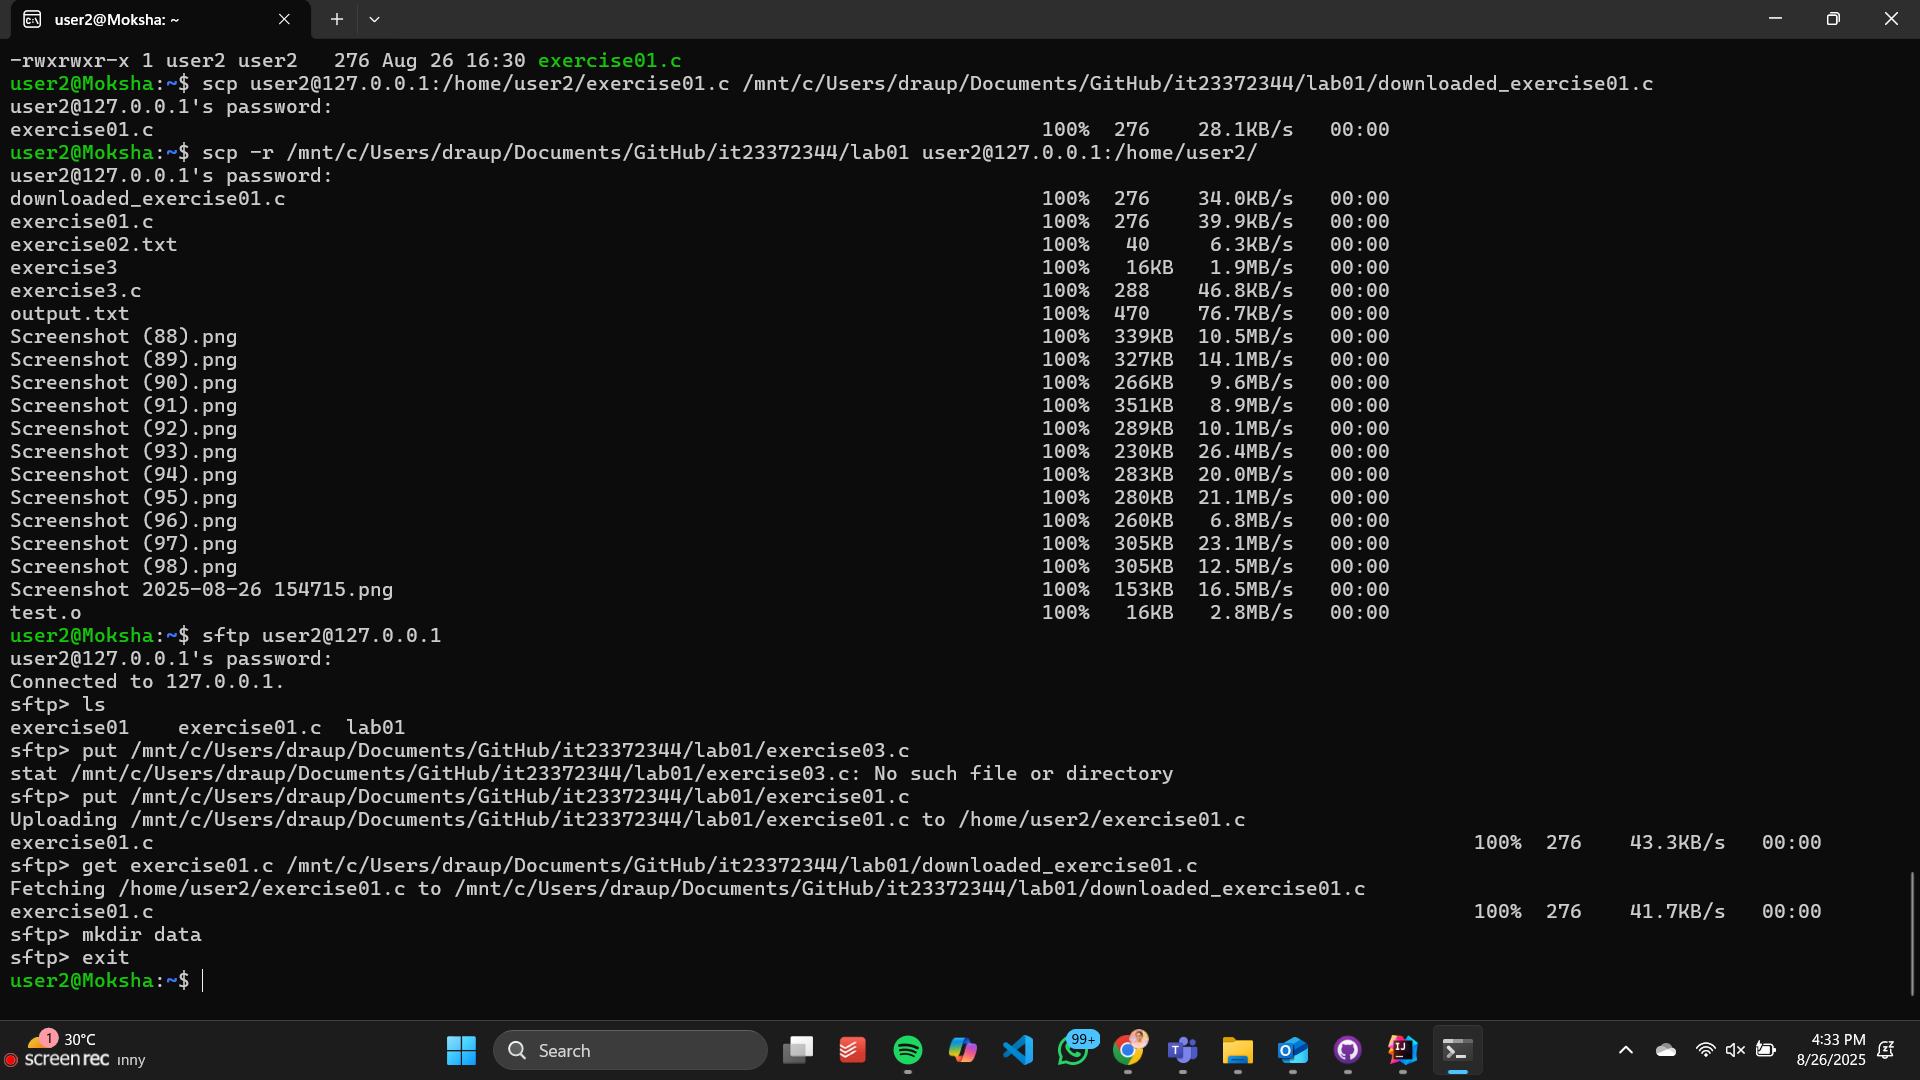 user2@Moksha: ~
-rwxrwxr-x 1 user2 user2   276 Aug 26 16:30 exercise01.c
user2@Moksha:~$ scp user2@127.0.0.1:/home/user2/exercise01.c /mnt/c/Users/draup/Documents/GitHub/it23372344/lab01/downloaded_exercise01.c
user2@127.0.0.1's password:
exercise01.c 100% 276 28.1KB/s 00:00
user2@Moksha:~$ scp -r /mnt/c/Users/draup/Documents/GitHub/it23372344/lab01 user2@127.0.0.1:/home/user2/
user2@127.0.0.1's password:
downloaded_exercise01.c 100% 276 34.0KB/s 00:00
exercise01.c 100% 276 39.9KB/s 00:00
exercise02.txt 100% 40 6.3KB/s 00:00
exercise3 100% 16KB 1.9MB/s 00:00
exercise3.c 100% 288 46.8KB/s 00:00
output.txt 100% 470 76.7KB/s 00:00
Screenshot (88).png 100% 339KB 10.5MB/s 00:00
Screenshot (89).png 100% 327KB 14.1MB/s 00:00
Screenshot (90).png 100% 266KB 9.6MB/s 00:00
Screenshot (91).png 100% 351KB 8.9MB/s 00:00
Screenshot (92).png 100% 289KB 10.1MB/s 00:00
Screenshot (93).png 100% 230KB 26.4MB/s 00:00
Screenshot (94).png 100% 283KB 20.0MB/s 00:00
Screenshot (95).png 100% 280KB 21.1MB/s 00:00
Screenshot (96).png 100% 260KB 6.8MB/s 00:00
Screenshot (97).png 100% 305KB 23.1MB/s 00:00
Screenshot (98).png 100% 305KB 12.5MB/s 00:00
Screenshot 2025-08-26 154715.png 100% 153KB 16.5MB/s 00:00
test.o 100% 16KB 2.8MB/s 00:00
user2@Moksha:~$ sftp user2@127.0.0.1
user2@127.0.0.1's password:
Connected to 127.0.0.1.
sftp> ls
exercise01    exercise01.c  lab01
sftp> put /mnt/c/Users/draup/Documents/GitHub/it23372344/lab01/exercise03.c
stat /mnt/c/Users/draup/Documents/GitHub/it23372344/lab01/exercise03.c: No such file or directory
sftp> put /mnt/c/Users/draup/Documents/GitHub/it23372344/lab01/exercise01.c
Uploading /mnt/c/Users/draup/Documents/GitHub/it23372344/lab01/exercise01.c to /home/user2/exercise01.c
exercise01.c 100% 276 43.3KB/s 00:00
sftp> get exercise01.c /mnt/c/Users/draup/Documents/GitHub/it23372344/lab01/downloaded_exercise01.c
Fetching /home/user2/exercise01.c to /mnt/c/Users/draup/Documents/GitHub/it23372344/lab01/downloaded_exercise01.c
exercise01.c 100% 276 41.7KB/s 00:00
sftp> mkdir data
sftp> exit
user2@Moksha:~$
1 30°C
screenrec nny
Search
99+
4:33 PM
8/26/2025